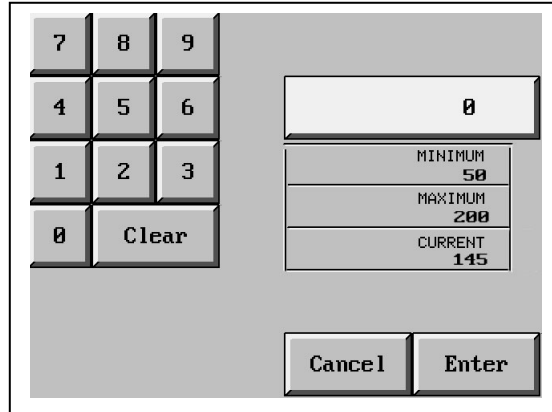 7 8 9
4 5 6
1 2 3
0 Clear
0
MINIMUM
50
MAXIMUM
200
CURRENT
145
Cancel Enter